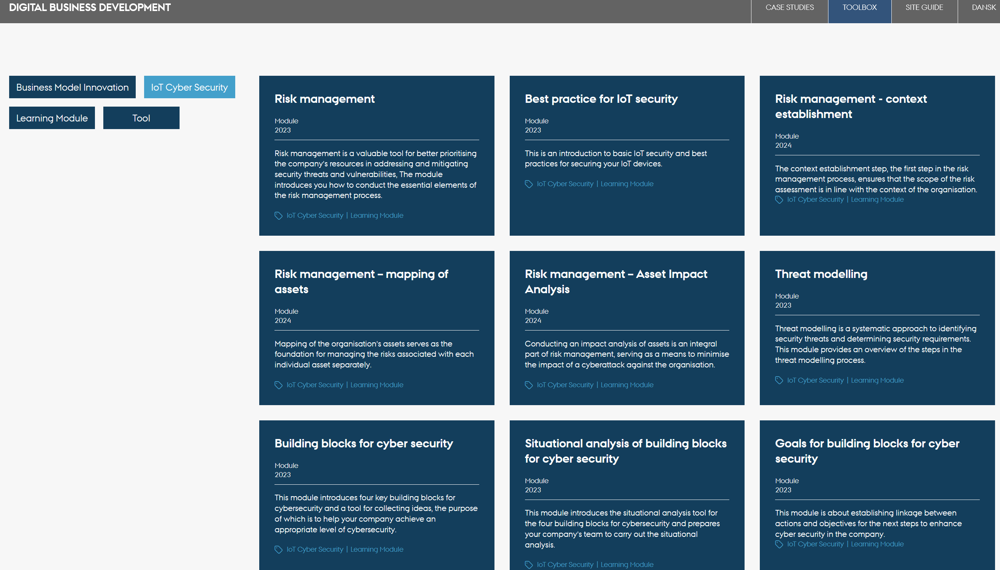 DIGITAL BUSINESS DEVELOPMENT
CASE STUDIES
TOOLBOX
SITE GUIDE
DANSK
Business Model Innovation
IoT Cyber Security
Learning Module
Tool
Risk management
Module
2023
Risk management is a valuable tool for better prioritising
the company's resources in addressing and mitigating
security threats and vulnerabilities, The module
introduces you how to conduct the essential elements of
the risk management process.
IoT Cyber Security | Learning Module
Best practice for IoT security
Module
2023
This is an introduction to basic IoT security and best
practices for securing your IoT devices.
IoT Cyber Security | Learning Module
Risk management - context
establishment
Module
2024
The context establishment step, the first step in the risk
management process, ensures that the scope of the risk
assessment is in line with the context of the organisation.
IoT Cyber Security | Learning Module
Risk management – mapping of
assets
Module
2024
Mapping of the organisation's assets serves as the
foundation for managing the risks associated with each
individual asset separately.
IoT Cyber Security | Learning Module
Risk management – Asset Impact
Analysis
Module
2024
Conducting an impact analysis of assets is an integral
part of risk management, serving as a means to minimise
the impact of a cyberattack against the organisation.
IoT Cyber Security | Learning Module
Threat modelling
Module
2023
Threat modelling is a systematic approach to identifying
security threats and determining security requirements.
This module provides an overview of the steps in the
threat modelling process.
IoT Cyber Security | Learning Module
Building blocks for cyber security
Module
2023
This module introduces four key building blocks for
cybersecurity and a tool for collecting ideas, the purpose
of which is to help your company achieve an
appropriate level of cybersecurity.
IoT Cyber Security | Learning Module
Situational analysis of building blocks
for cyber security
Module
2023
This module introduces the situational analysis tool for
the four building blocks for cybersecurity and prepares
your company's team to carry out the situational
analysis.
IoT Cyber Security | Learning Module
Goals for building blocks for cyber
security
Module
2023
This module is about establishing linkage between
actions and objectives for the next steps to enhance
cyber security in the company.
IoT Cyber Security | Learning Module